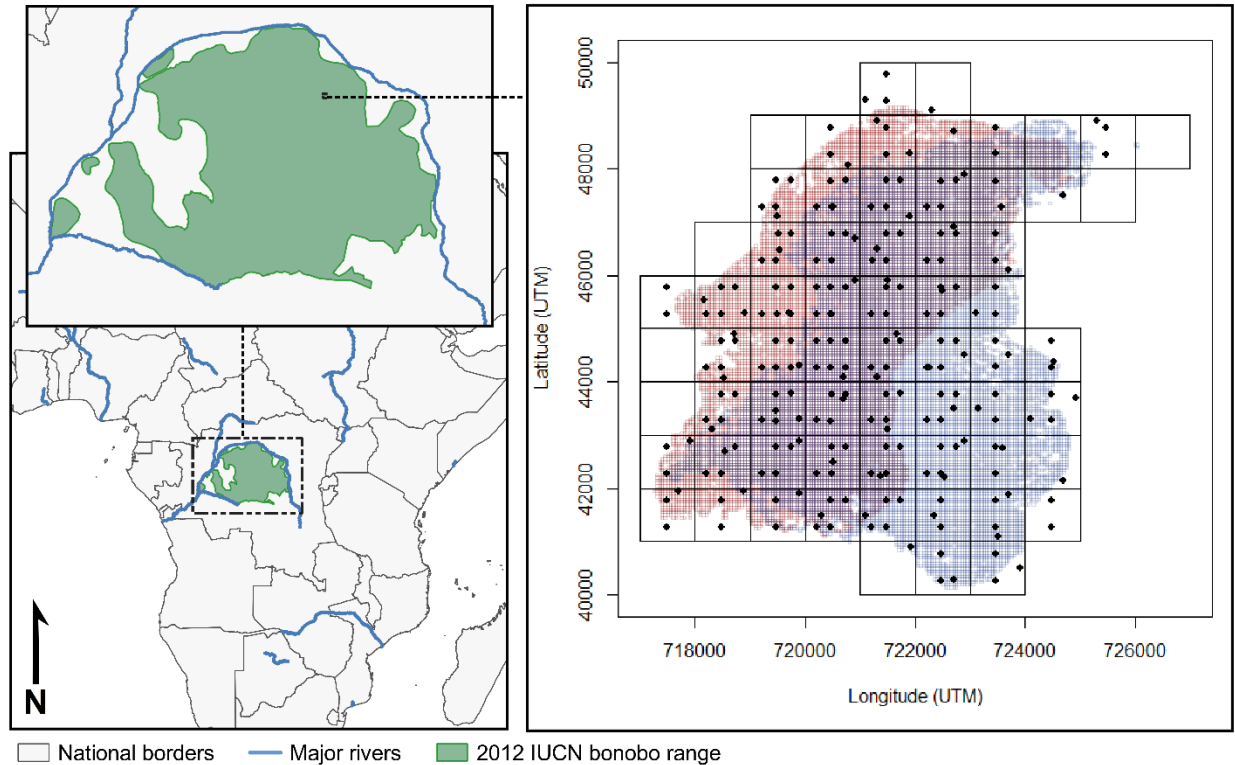 N
Latitude (UTM)
50000
48000
46000
44000
42000
40000
718000 720000 722000 724000 726000
Longitude (UTM)
National borders Major rivers 2012 IUCN bonobo range